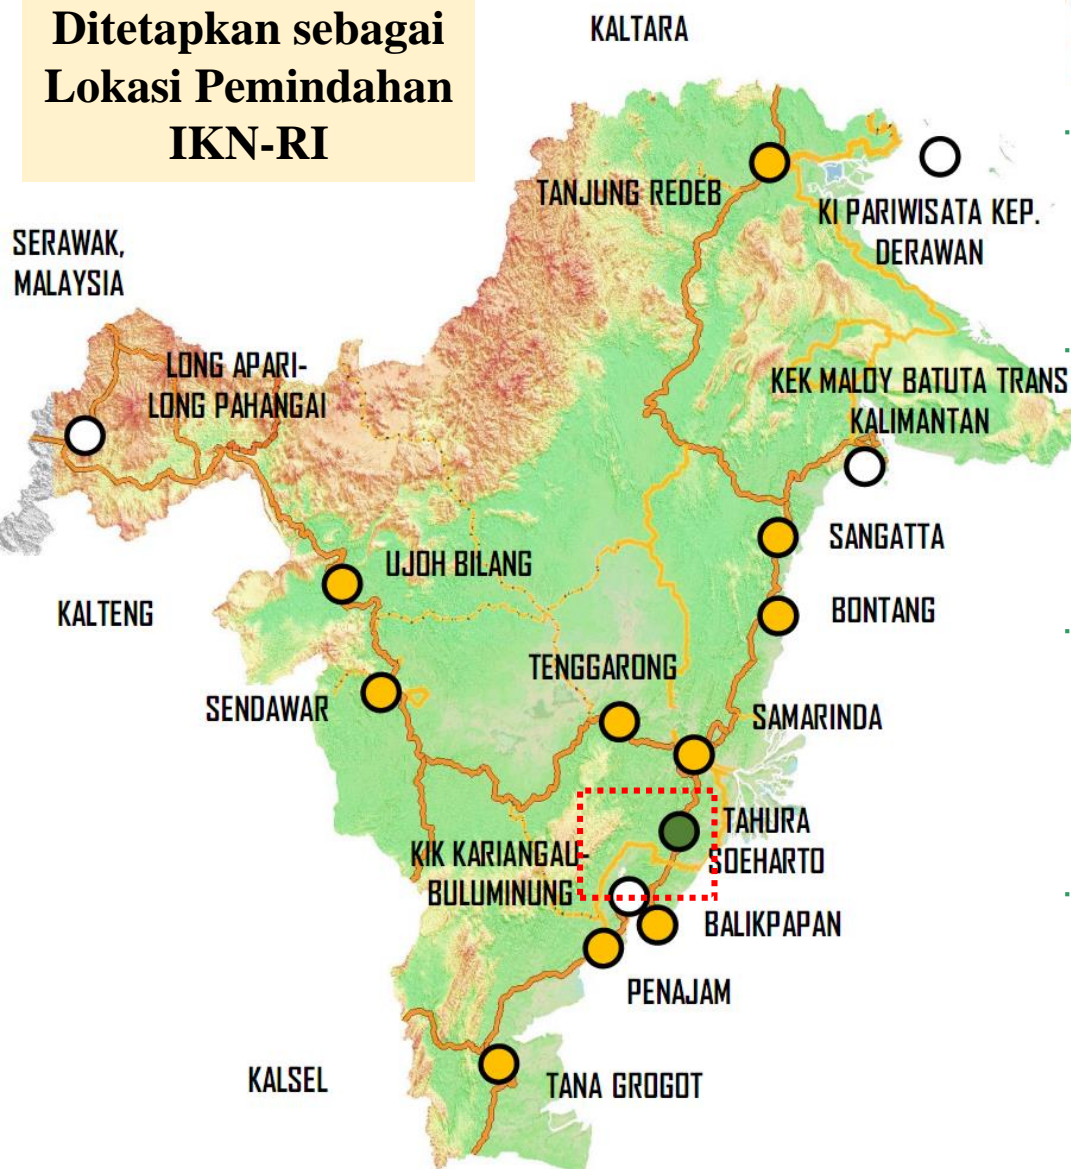 Ditetapkan sebagai
Lokasi Pemindahan
IKN-RI
KALTARA
TANJUNG REDEB
KI PARIWISATA KEP.
DERAWAN
SERAWAK,
MALAYSIA
LONG APARI-
LONG PAHANGAI
KEK MALOY BATUTA TRANS
KALIMANTAN
SANGATTA
UJOH BILANG
KALTENG
BONTANG
TENGGARONG
SENDAWAR
SAMARINDA
TAHURA
SOEHARTO
KIK KARIANGAU-
BULUMINUNG
BALIKPAPAN
PENAJAM
KALSEL
TANA GROGOT